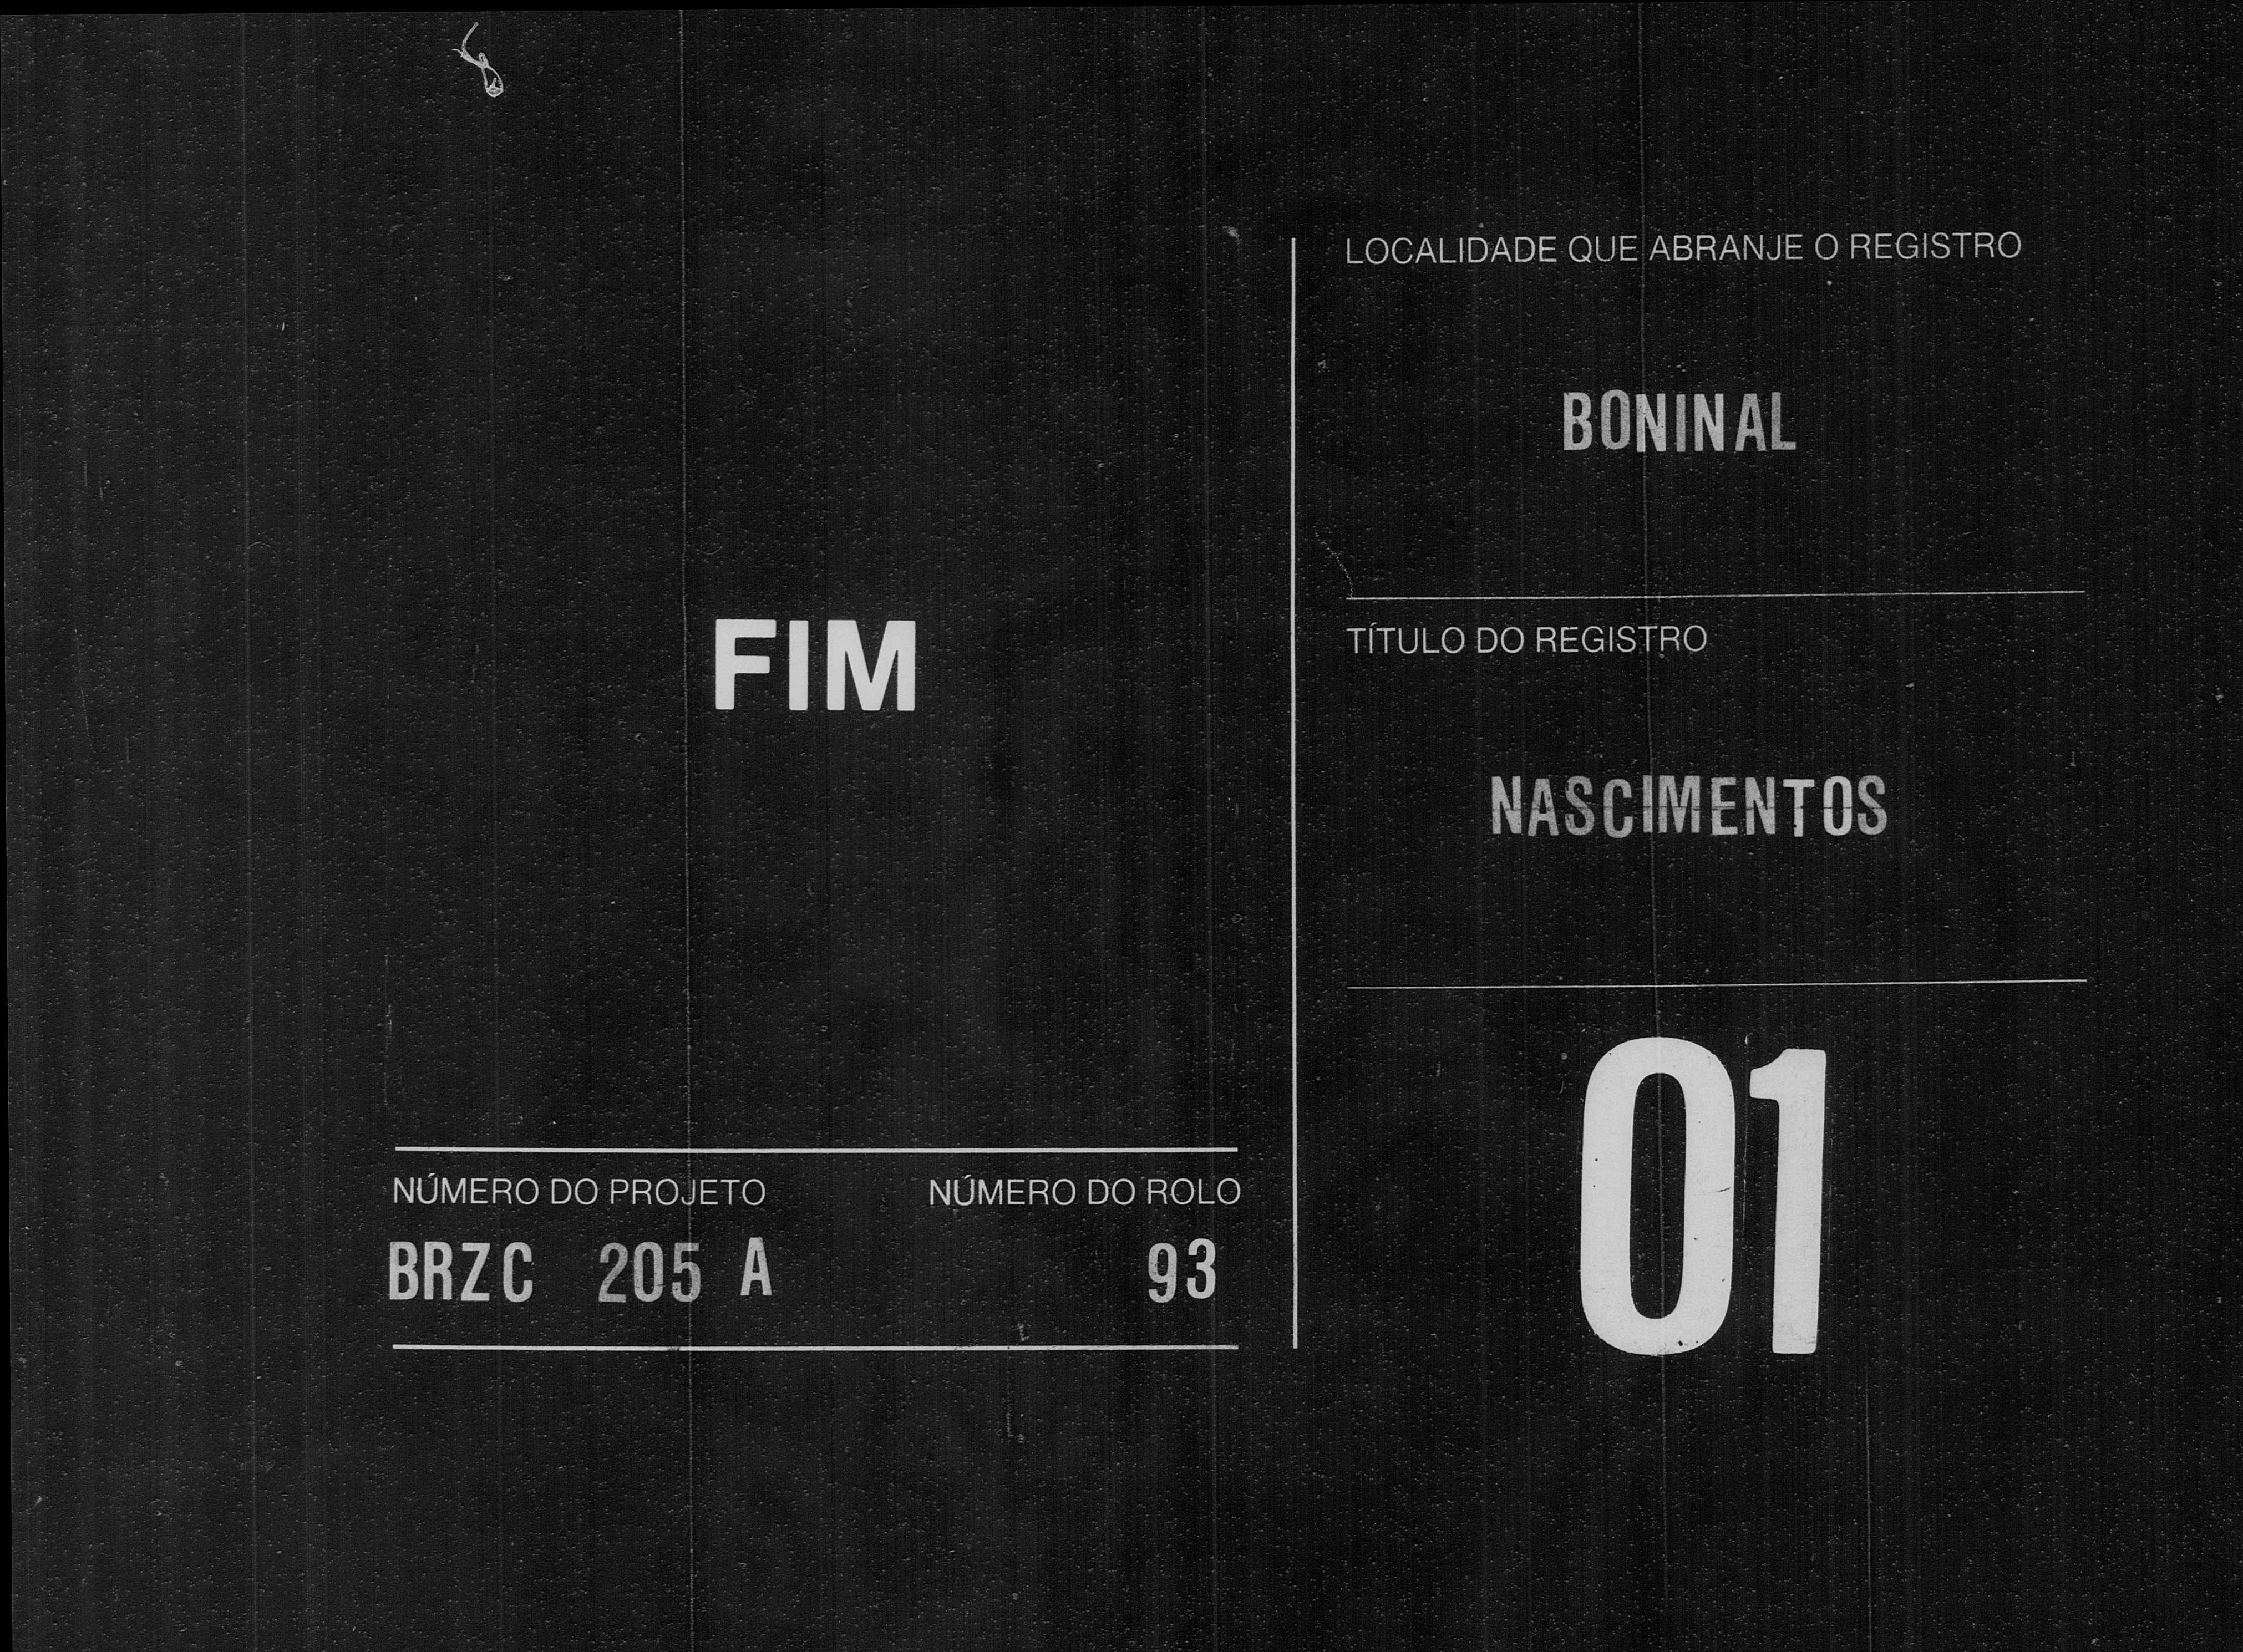 FIM
NÚMERO DO PROJETO
BRZC 205 A
NÚMERO DO ROLO
93
LOCALIDADE QUE ABRANJE O REGISTRO
BONINAL
TÍTULO DO REGISTRO
NASCIMENTOS
01